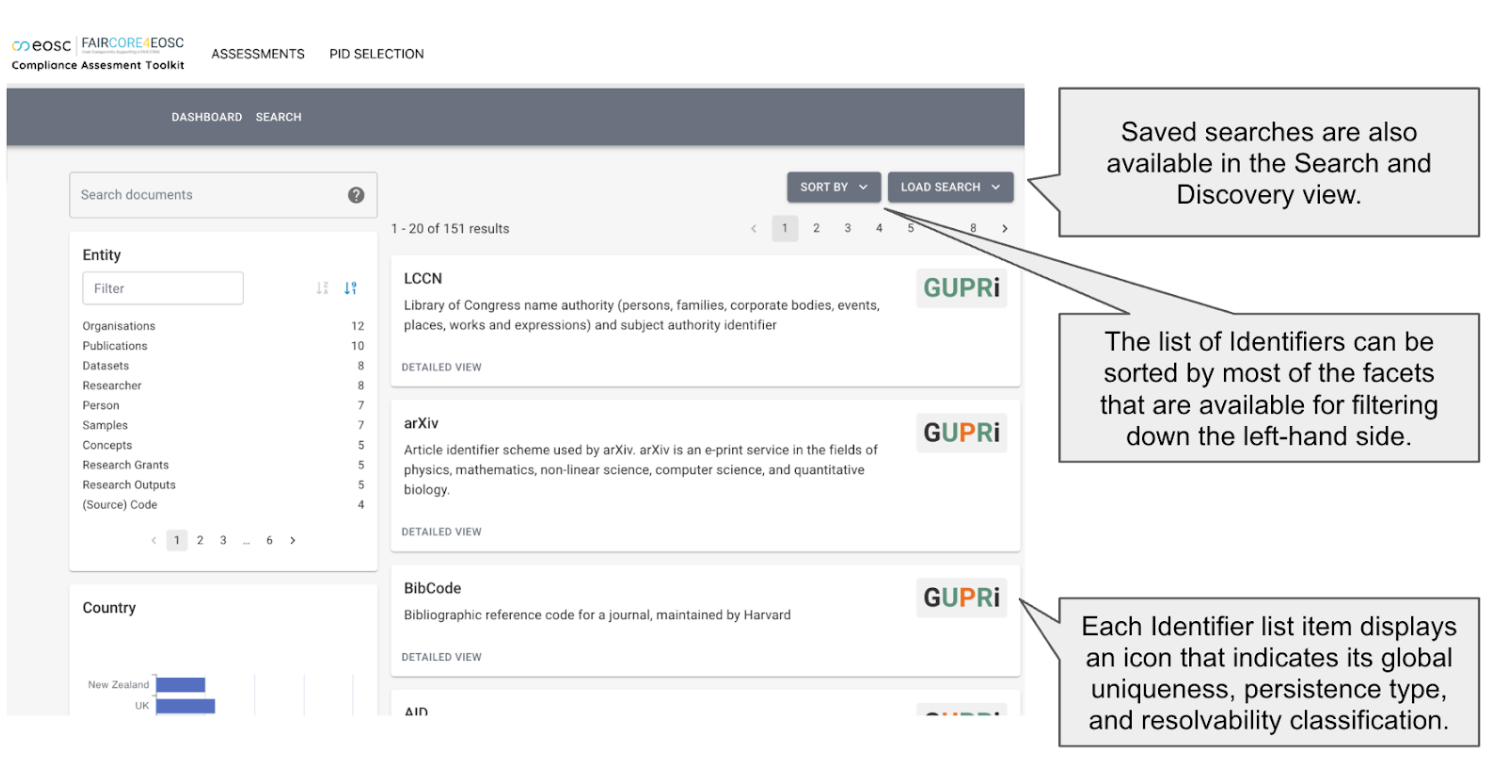 eosc FAIRCORE4EOSC
Compliance Assesment Toolkit
ASSESSMENTS PID SELECTION
DASHBOARD SEARCH
Search documents
SORT BY LOAD SEARCH
1 - 20 of 151 results
< 1 2 3 4 5 8 >
Entity
Filter
Organisations 12
Publications 10
Datasets 8
Researcher 8
Person 7
Samples 7
Concepts 5
Research Grants 5
Research Outputs 5
(Source) Code 4
< 1 2 3 … 6 >
Country
New Zealand
UK
LCCN
GUPRi
Library of Congress name authority (persons, families, corporate bodies, events,
places, works and expressions) and subject authority identifier
DETAILED VIEW
arXiv
GUPRi
Article identifier scheme used by arXiv. arXiv is an e-print service in the fields of
physics, mathematics, non-linear science, computer science, and quantitative
biology.
DETAILED VIEW
BibCode
GUPRi
Bibliographic reference code for a journal, maintained by Harvard
DETAILED VIEW
AID
Saved searches are also
available in the Search and
Discovery view.
The list of Identifiers can be
sorted by most of the facets
that are available for filtering
down the left-hand side.
Each Identifier list item displays
an icon that indicates its global
uniqueness, persistence type,
and resolvability classification.